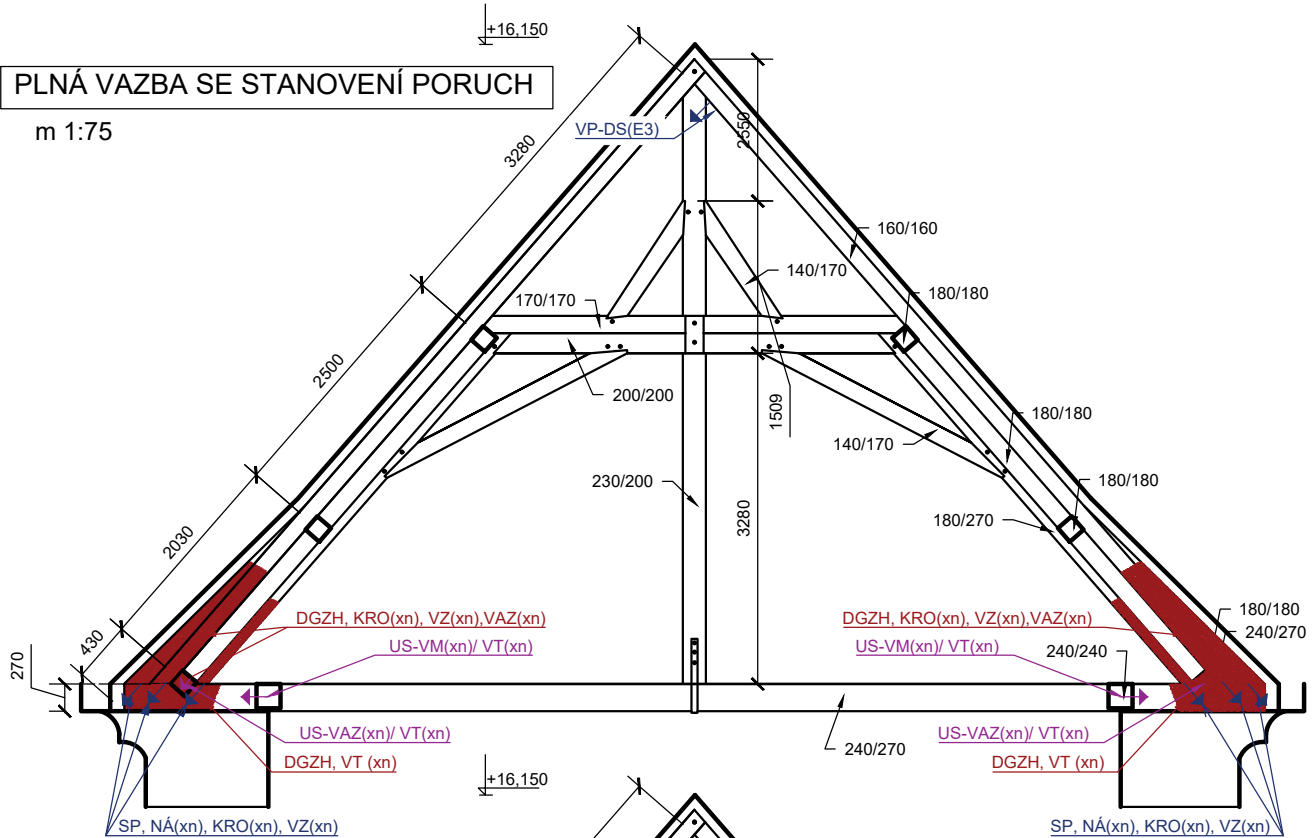 +16,150
PLNÁ VAZBA SE STANOVENÍ PORUCH
m 1:75
3280
VP-DS(E3)
2550
160/160
140/170
180/180
170/170
2500
200/200
1509
180/180
140/170
230/200
180/180
3280
180/270
2030
DGZH, KRO(xn), VZ(xn),VAZ(xn)
DGZH, KRO(xn), VZ(xn),VAZ(xn)
180/180
240/270
430
US-VM(xn)/ VT(xn)
US-VM(xn)/ VT(xn)
240/240
270
US-VAZ(xn)/ VT(xn)
US-VAZ(xn)/ VT(xn)
240/270
DGZH, VT (xn)
DGZH, VT (xn)
+16,150
SP, NÁ(xn), KRO(xn), VZ(xn)
SP, NÁ(xn), KRO(xn), VZ(xn)